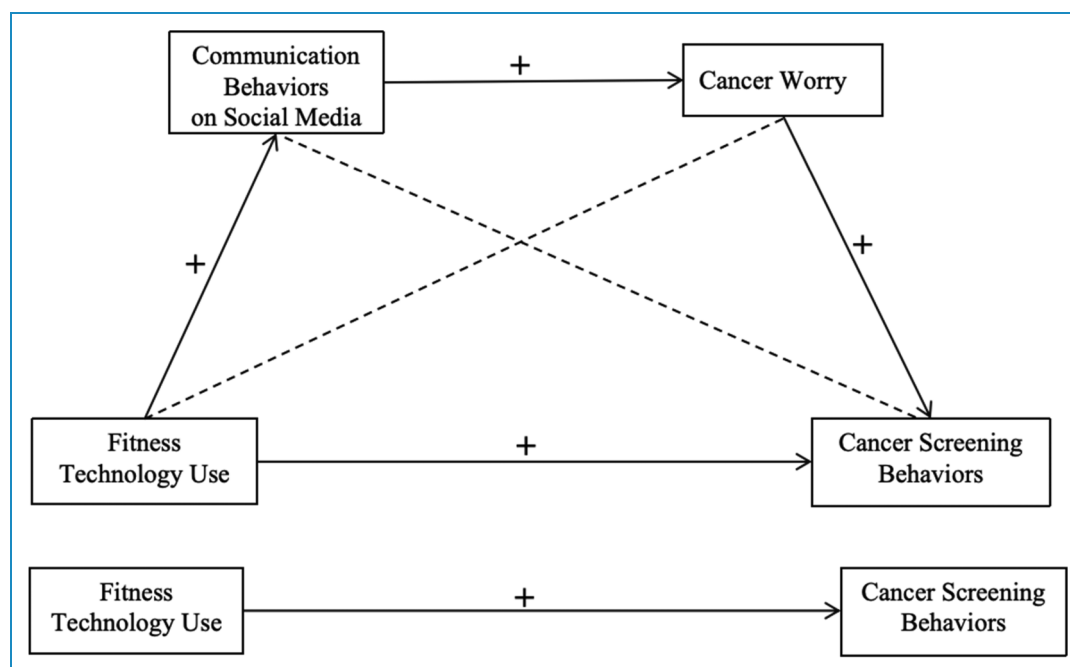 Communication
Behaviors
on Social Media
+
Cancer Worry
+
+
Fitness
Technology Use
+
Cancer Screening
Behaviors
Fitness
Technology Use
+
Cancer Screening
Behaviors